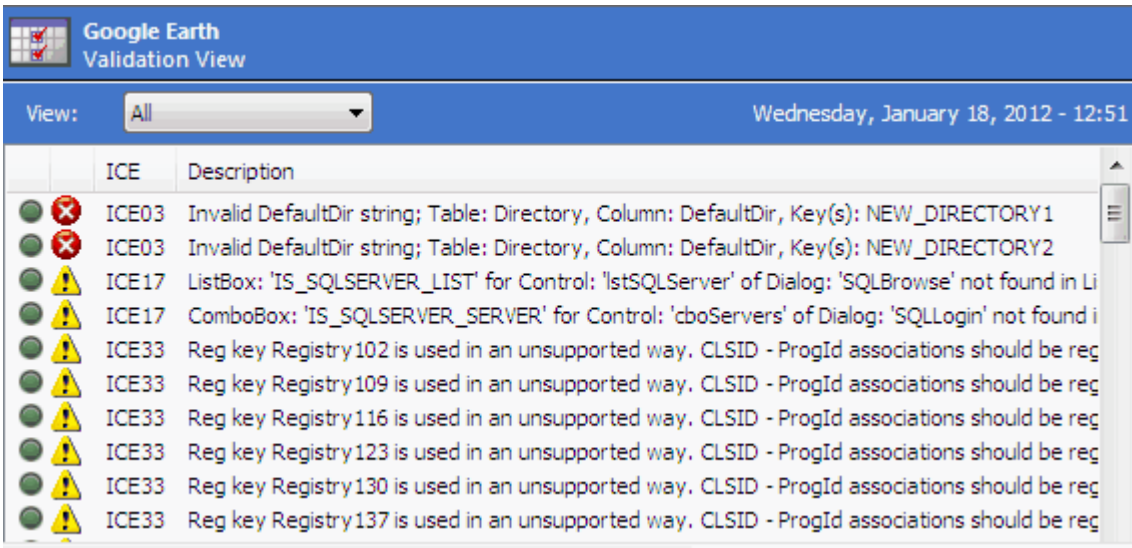 Google Earth
Validation View
View: All Wednesday, January 18, 2012 - 12:51
ICE Description
ICE03 Invalid DefaultDir string; Table: Directory, Column: DefaultDir, Key(s): NEW_DIRECTORY1
ICE03 Invalid DefaultDir string; Table: Directory, Column: DefaultDir, Key(s): NEW_DIRECTORY2
ICE17 ListBox: 'IS_SQLSERVER_LIST' for Control: 'lstSQLServer' of Dialog: 'SQLBrowse' not found in Li
ICE17 ComboBox: 'IS_SQLSERVER_SERVER' for Control: 'cboServers' of Dialog: 'SQLLogin' not found i
ICE33 Reg key Registry102 is used in an unsupported way. CLSID - ProgId associations should be reg
ICE33 Reg key Registry109 is used in an unsupported way. CLSID - ProgId associations should be reg
ICE33 Reg key Registry116 is used in an unsupported way. CLSID - ProgId associations should be reg
ICE33 Reg key Registry123 is used in an unsupported way. CLSID - ProgId associations should be reg
ICE33 Reg key Registry130 is used in an unsupported way. CLSID - ProgId associations should be reg
ICE33 Reg key Registry137 is used in an unsupported way. CLSID - ProgId associations should be reg